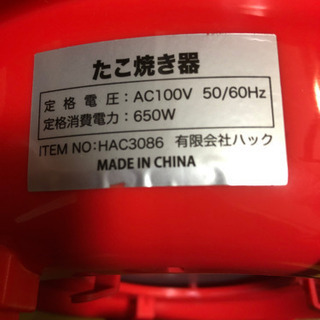 たこ焼き器
定格電圧：AC100V 50/60Hz
定格消費電力：650W
ITEM NO：HAC3086 有限会社ハック
MADE IN CHINA